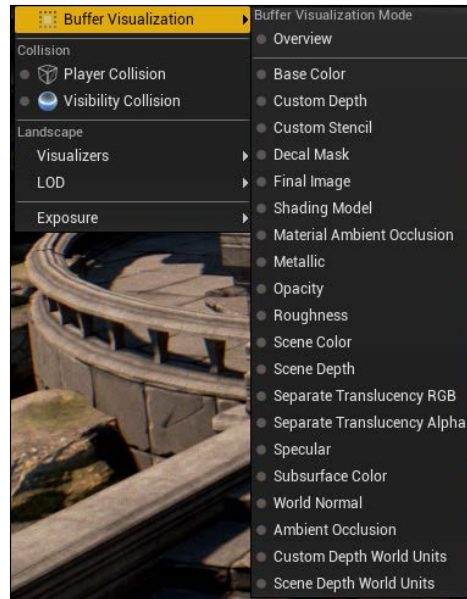 Buffer Visualization
Collision
Player Collision
Visibility Collision
Landscape
Visualizers
LOD
Exposure
Buffer Visualization Mode
Overview
Base Color
Custom Depth
Custom Stencil
Decal Mask
Final Image
Shading Model
Material Ambient Occlusion
Metallic
Opacity
Roughness
Scene Color
Scene Depth
Separate Translucency RGB
Separate Translucency Alpha
Specular
Subsurface Color
World Normal
Ambient Occlusion
Custom Depth World Units
Scene Depth World Units